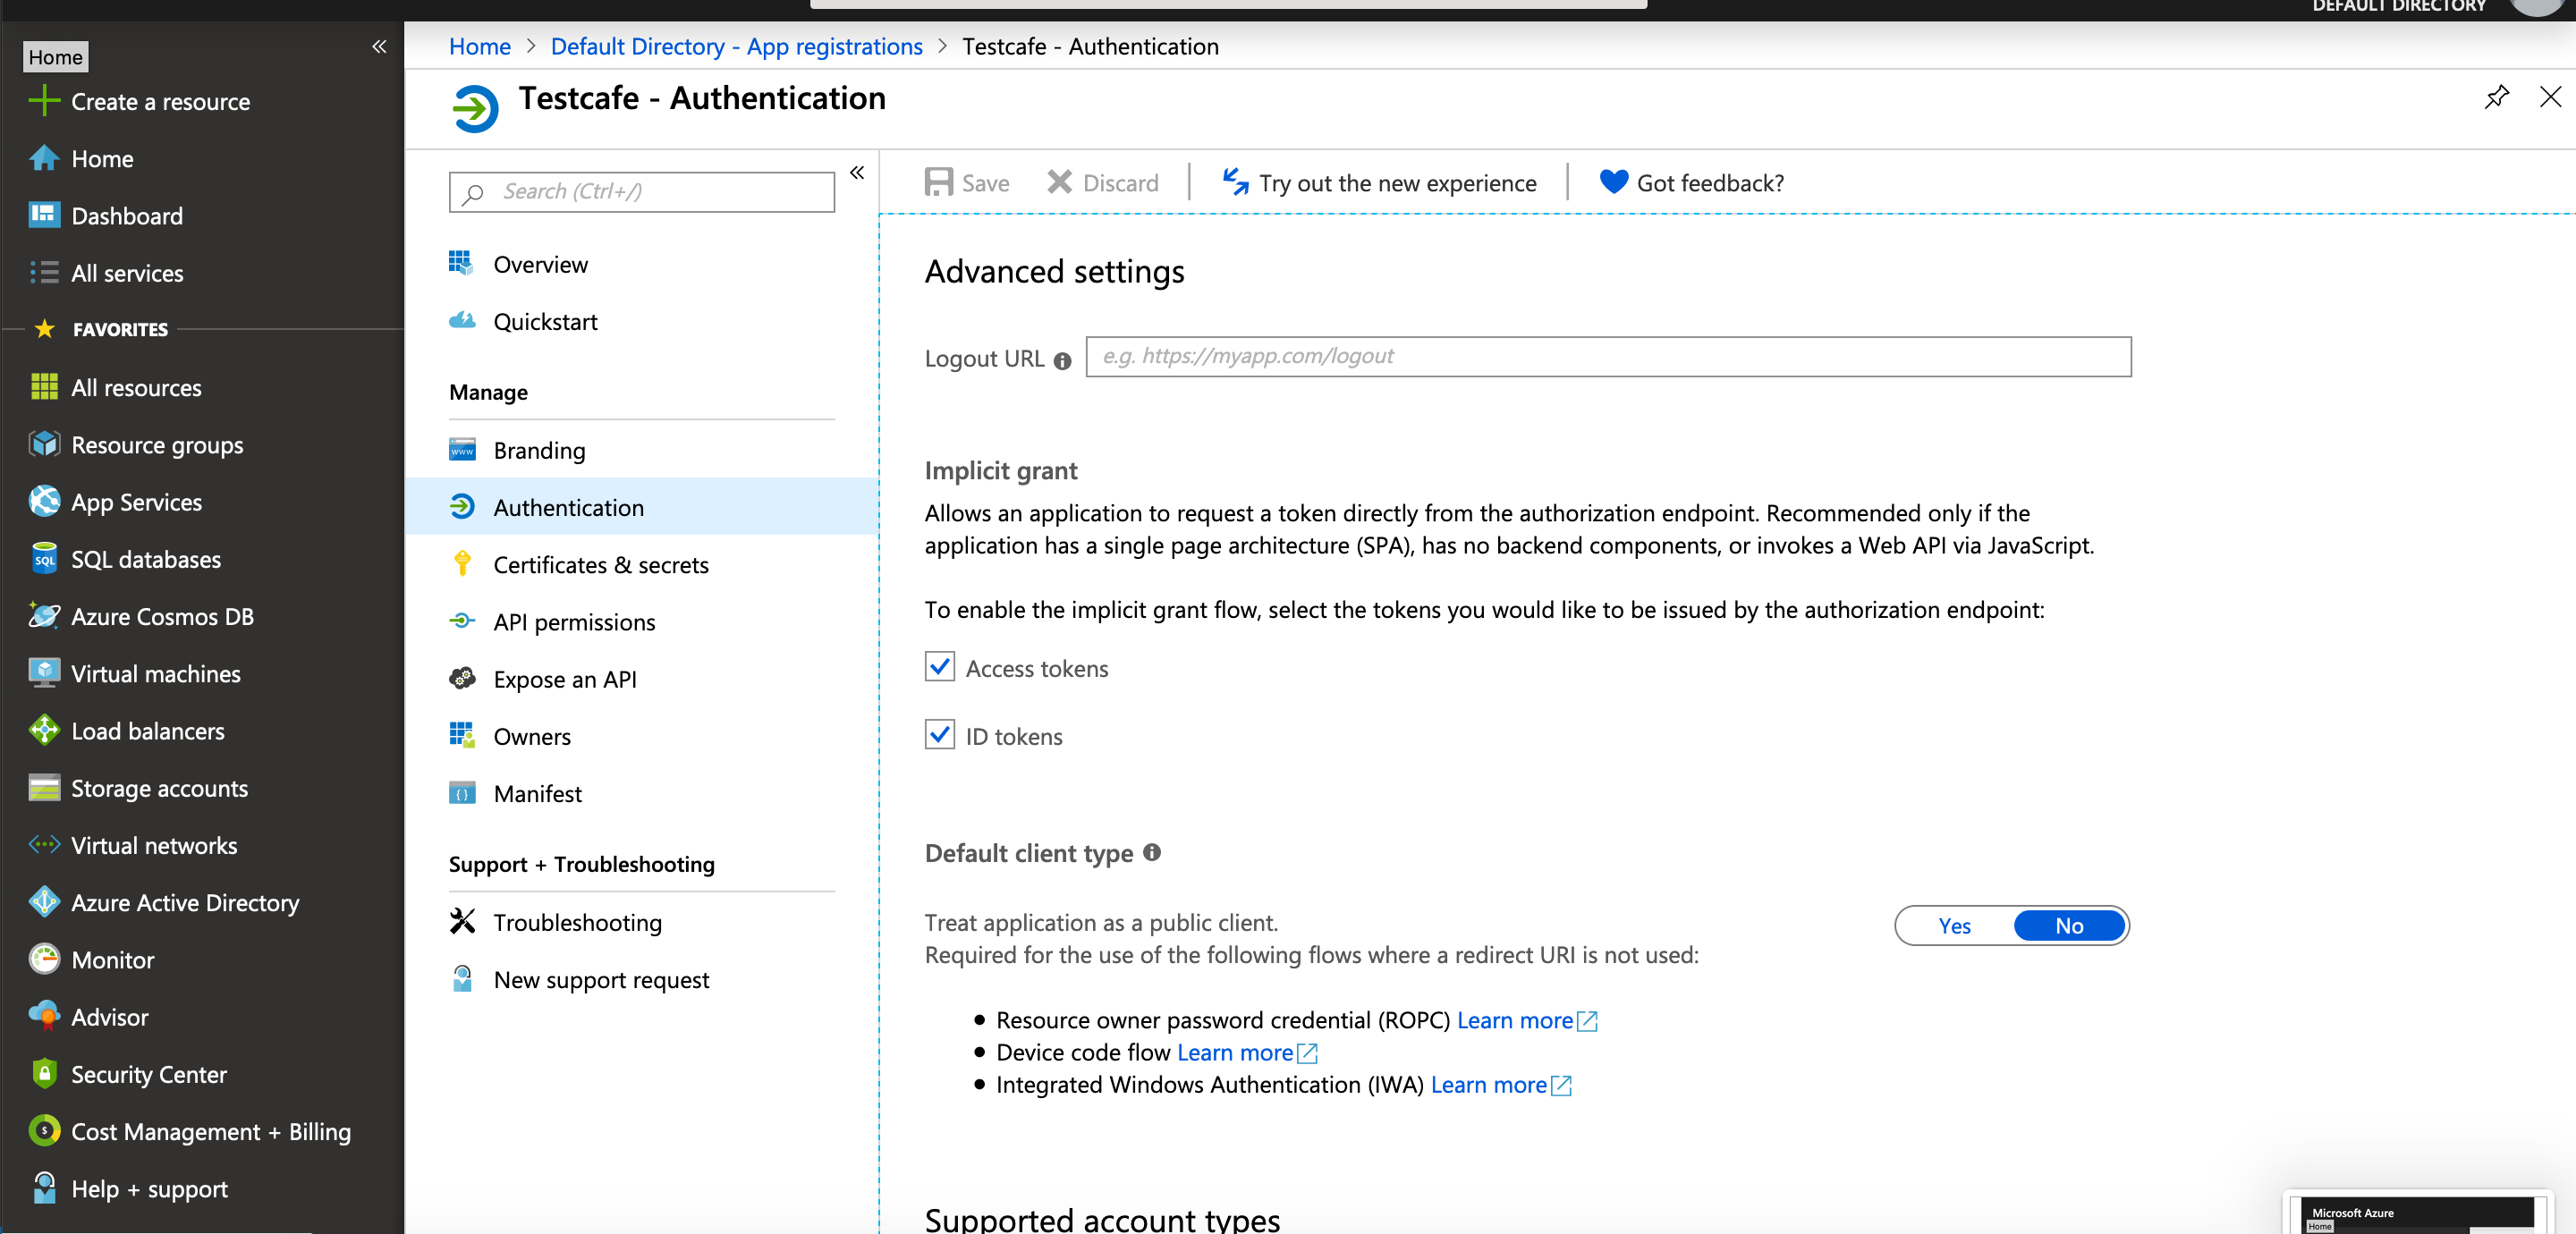 DEFAULT DIRECTORY
Home
Create a resource
Home
Dashboard
All services
FAVORITES
All resources
Resource groups
App Services
SQL databases
Azure Cosmos DB
Virtual machines
Load balancers
Storage accounts
Virtual networks
Azure Active Directory
Monitor
Advisor
Security Center
Cost Management + Billing
Help + support
Home > Default Directory - App registrations > Testcafe - Authentication
Testcafe - Authentication
Search (Ctrl+/)
Overview
Quickstart
Manage
Branding
Authentication
Certificates & secrets
API permissions
Expose an API
Owners
Manifest
Support + Troubleshooting
Troubleshooting
New support request
Save Discard Try out the new experience Got feedback?
Advanced settings
Logout URL e.g. https://myapp.com/logout
Implicit grant
Allows an application to request a token directly from the authorization endpoint. Recommended only if the
application has a single page architecture (SPA), has no backend components, or invokes a Web API via JavaScript.
To enable the implicit grant flow, select the tokens you would like to be issued by the authorization endpoint:
Access tokens
ID tokens
Default client type
Treat application as a public client. Yes No
Required for the use of the following flows where a redirect URI is not used:
Resource owner password credential (ROPC) Learn more
Device code flow Learn more
Integrated Windows Authentication (IWA) Learn more
Supported account types
Microsoft Azure
Home